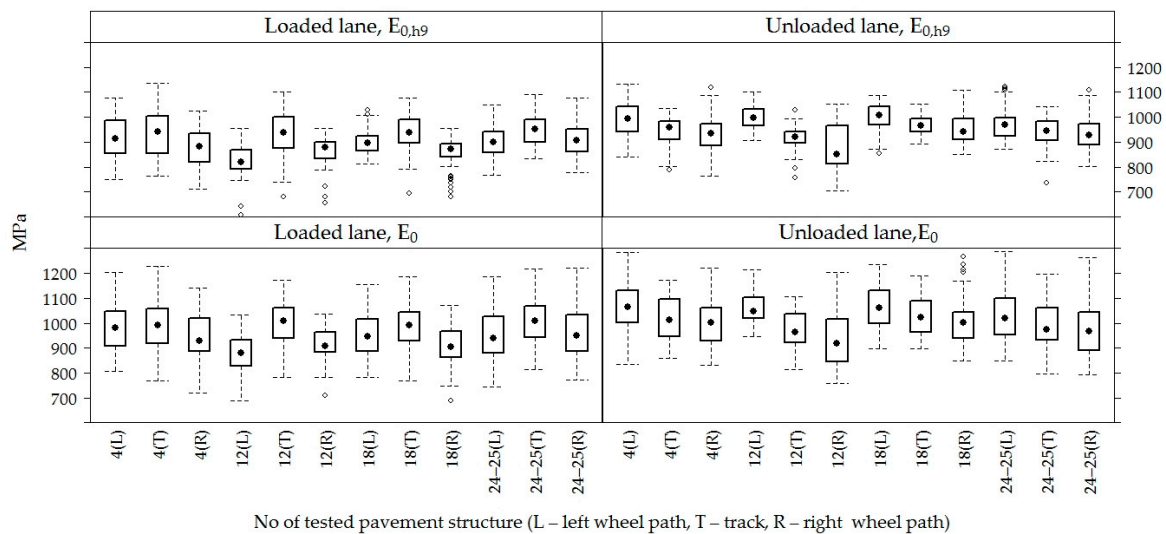 Loaded lane, E0,h9
Unloaded lane, E0,h9
1200
1100
1000
900
800
700
MPa
Loaded lane, E0
Unloaded lane,E0
1200
1100
1000
900
800
700
4(L)
4(T)
4(R)
12(L)
12(T)
12(R)
18(L)
18(T)
18(R)
24–25(L)
24–25(T)
24–25(R)
4(L)
4(T)
4(R)
12(L)
12(T)
12(R)
18(L)
18(T)
18(R)
24–25(L)
24–25(T)
24–25(R)
No of tested pavement structure (L – left wheel path, T – track, R – right wheel path)